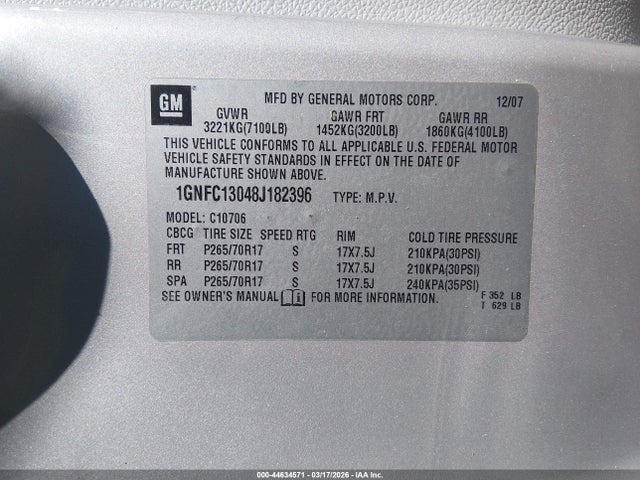 GM
MFD BY GENERAL MOTORS CORP. 12/07
GVWR GAWR FRT GAWR RR
3221KG(7100LB) 1452KG(3200LB) 1860KG(4100LB)
THIS VEHICLE CONFORMS TO ALL APPLICABLE U.S. FEDERAL MOTOR
VEHICLE SAFETY STANDARDS IN EFFECT ON THE DATE OF
MANUFACTURE SHOWN ABOVE.
1GNFC13048J182396 TYPE: M.P.V.
MODEL: C10706
CBCG TIRE SIZE SPEED RTG RIM COLD TIRE PRESSURE
FRT P265/70R17 S 17X7.5J 210KPA(30PSI)
RR P265/70R17 S 17X7.5J 210KPA(30PSI)
SPA P265/70R17 S 17X7.5J 240KPA(35PSI)
SEE OWNER'S MANUAL i FOR MORE INFORMATION. F 352 LB
T 629 LB
000-44634571 - 03/17/2026 - IAA Inc.